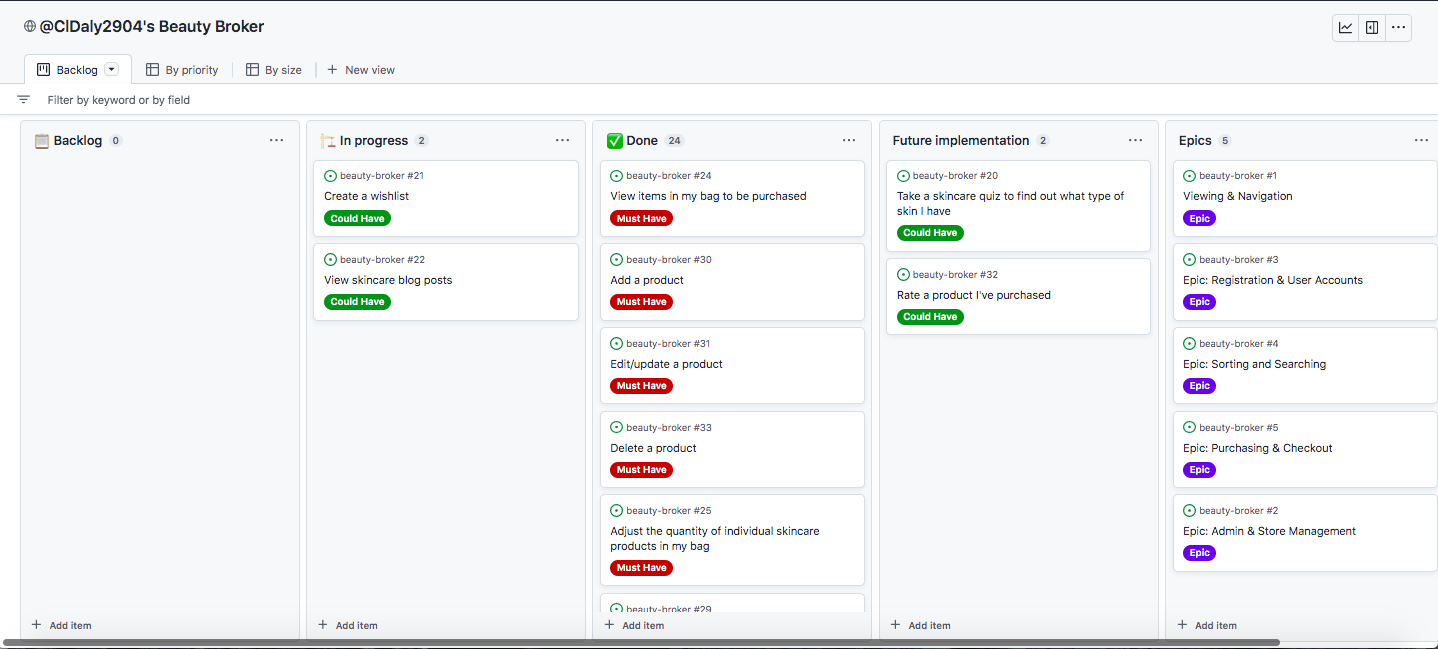 @ClDaly2904's Beauty Broker
Backlog
By priority
By size
New view
Filter by keyword or by field
Backlog 0
Add item
In progress 2
beauty-broker #21
Create a wishlist
Could Have
beauty-broker #22
View skincare blog posts
Could Have
Add item
Done 24
beauty-broker #24
View items in my bag to be purchased
Must Have
beauty-broker #30
Add a product
Must Have
beauty-broker #31
Edit/update a product
Must Have
beauty-broker #33
Delete a product
Must Have
beauty-broker #25
Adjust the quantity of individual skincare
products in my bag
Must Have
beauty-broker #29
Add item
Future implementation 2
beauty-broker #20
Take a skincare quiz to find out what type of
skin I have
Could Have
beauty-broker #32
Rate a product I've purchased
Could Have
Add item
Epics 5
beauty-broker #1
Viewing & Navigation
Epic
beauty-broker #3
Epic: Registration & User Accounts
Epic
beauty-broker #4
Epic: Sorting and Searching
Epic
beauty-broker #5
Epic: Purchasing & Checkout
Epic
beauty-broker #2
Epic: Admin & Store Management
Epic
Add item